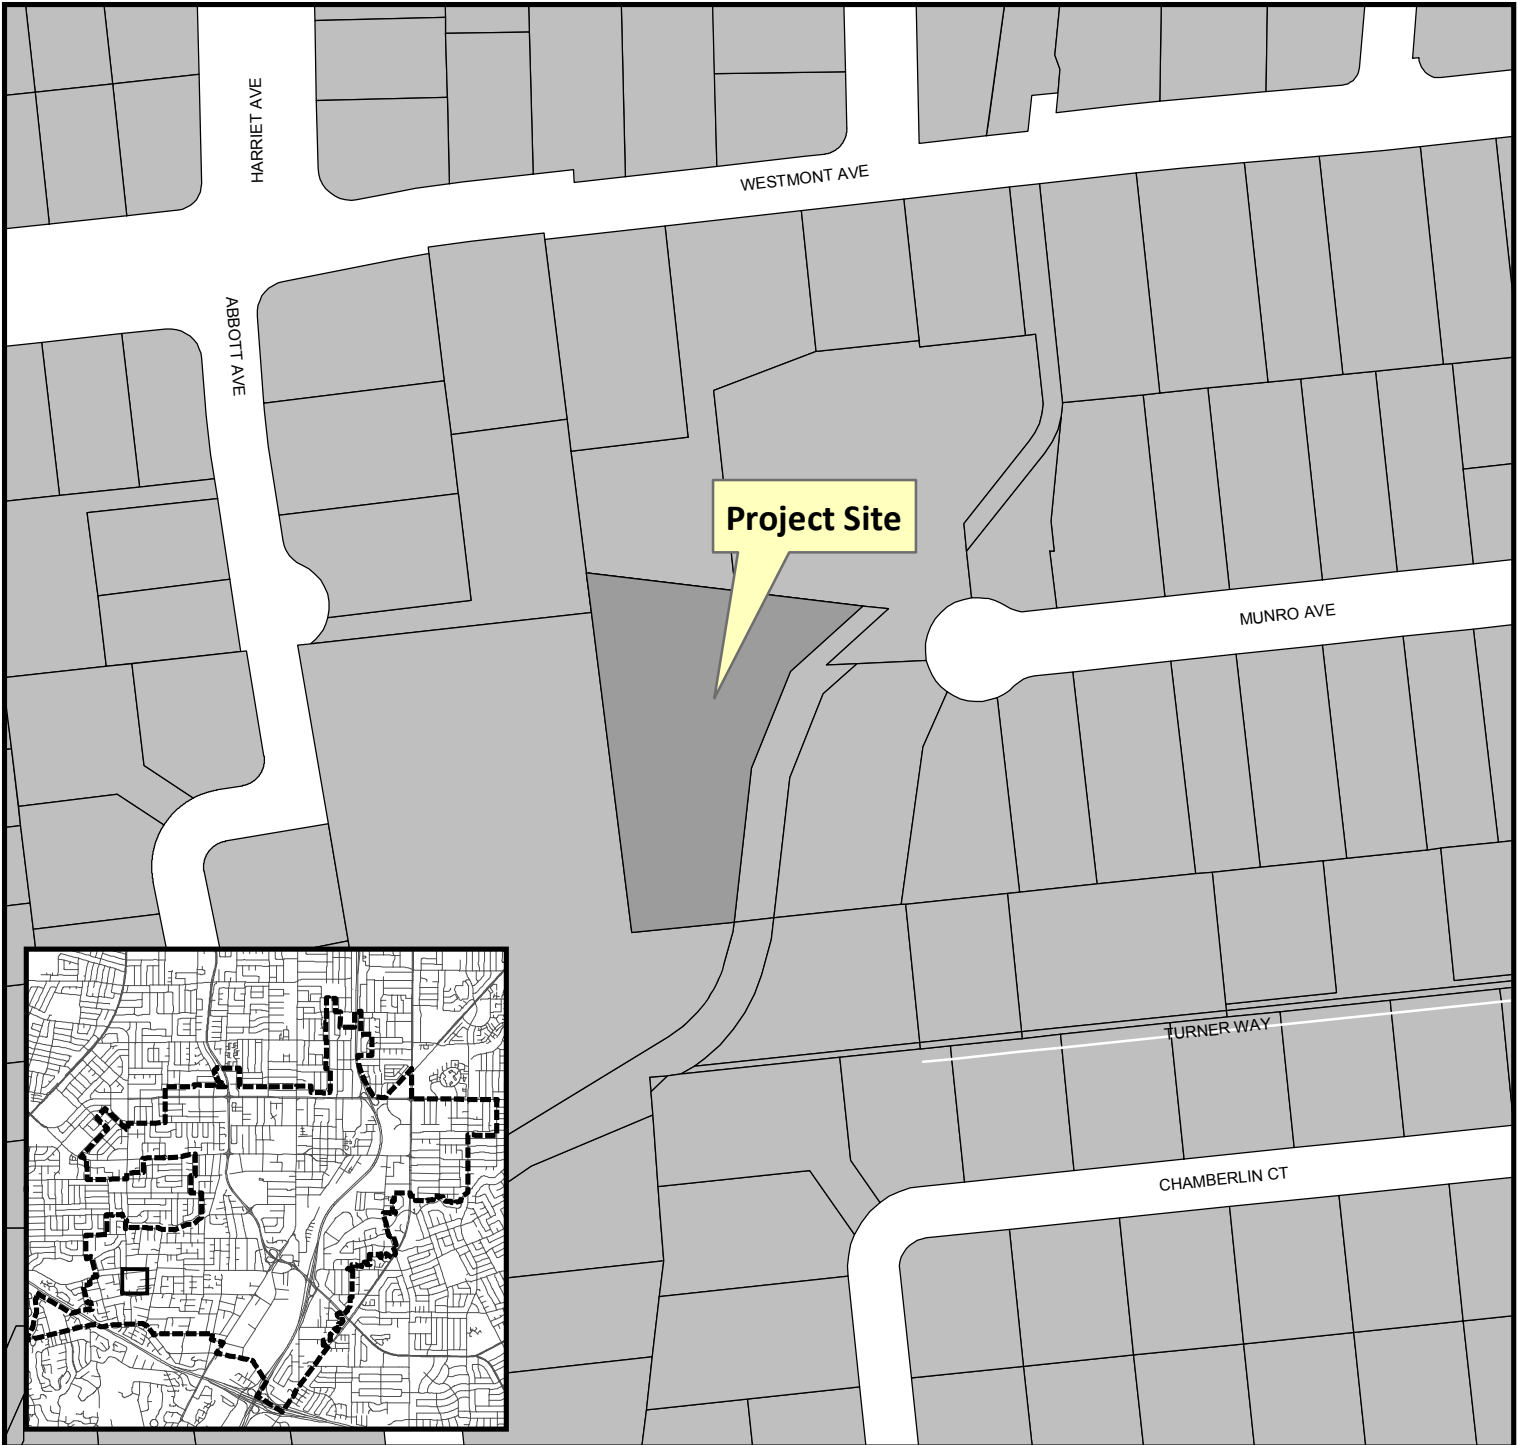 HARRIET AVE
WESTMONT AVE
ABBOTT AVE
Project Site
MUNRO AVE
TURNER WAY
CHAMBERLIN CT